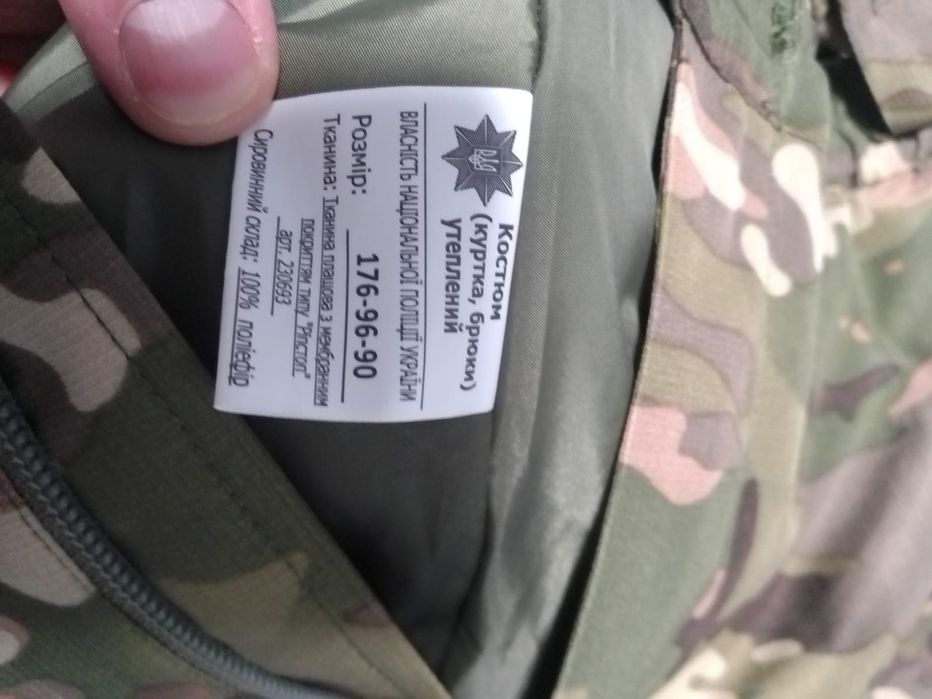 Костюм
(куртка, брюки)
утеплений
ВЛАСНІСТЬ НАЦІОНАЛЬНОЇ ПОЛІЦІЇ УКРАЇНИ
Розмір: 176-96-90
Тканина: Тканина плащова з мембранним
покриттям типу "Ріпстоп"
арт. 230693
Сировинний склад: 100% поліефір